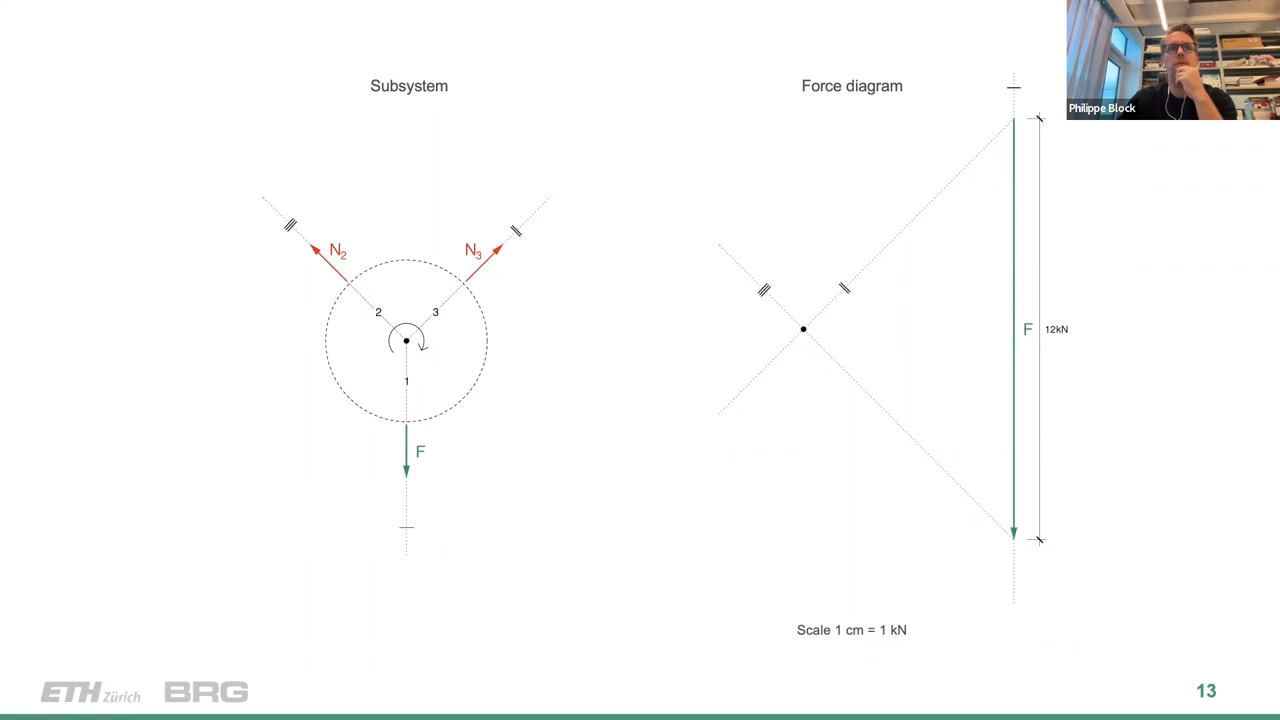 Subsystem
Force diagram
Philippe Block
N2
N3
2
3
1
F
F
12kN
Scale 1 cm = 1 kN
ETH Zürich
BRG
13